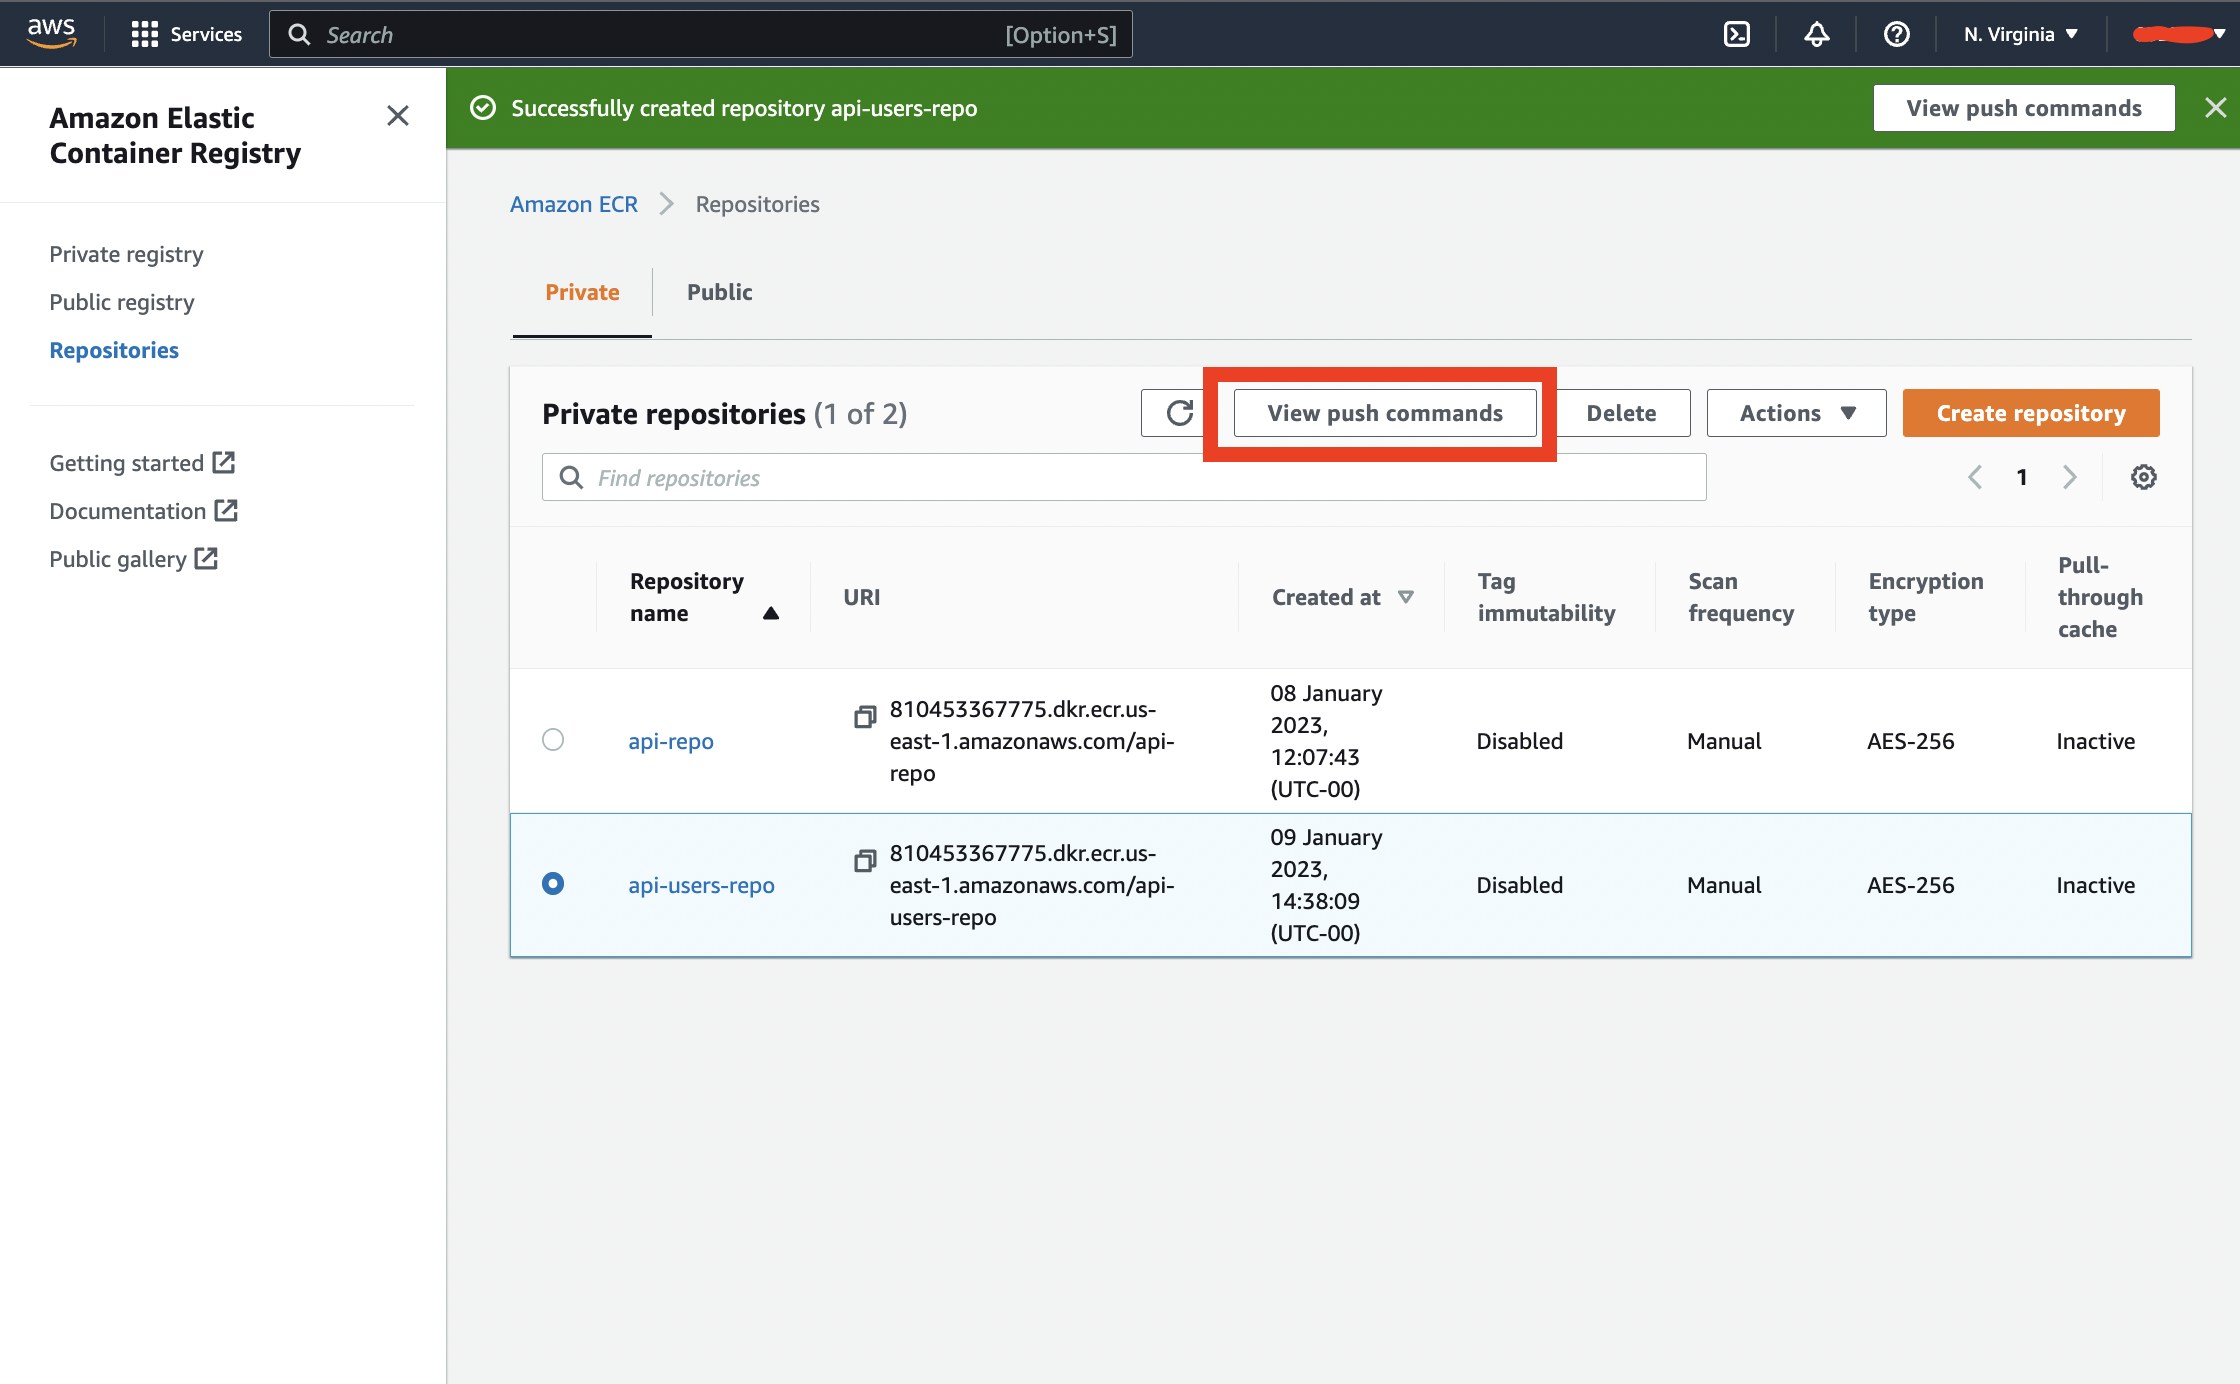 aws
Services
Search
[Option+S]
N. Virginia
Amazon Elastic
Container Registry
Private registry
Public registry
Repositories
Getting started
Documentation
Public gallery
Successfully created repository api-users-repo
View push commands
Amazon ECR
Repositories
Private
Public
Private repositories (1 of 2)
View push commands
Delete
Actions
Create repository
Find repositories
1
Repository
name
URI
Created at
Tag
immutability
Scan
frequency
Encryption
type
Pull-
through
cache
api-repo
810453367775.dkr.ecr.us-
east-1.amazonaws.com/api-
repo
08 January
2023,
12:07:43
(UTC-00)
Disabled
Manual
AES-256
Inactive
api-users-repo
810453367775.dkr.ecr.us-
east-1.amazonaws.com/api-
users-repo
09 January
2023,
14:38:09
(UTC-00)
Disabled
Manual
AES-256
Inactive